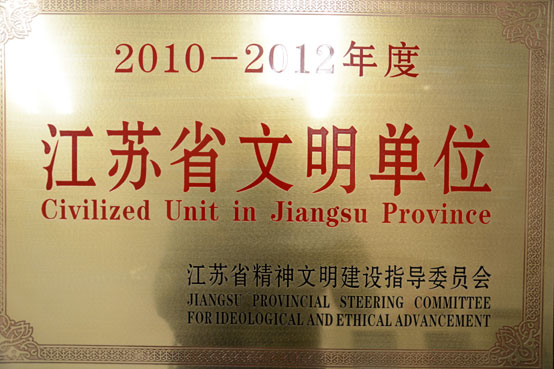 2010-2012年度
江苏省文明单位
Civilized Unit in Jiangsu Province
江苏省精神文明建设指导委员会
JIANGSU PROVINCIAL STEERING COMMITTEE
FOR IDEOLOGICAL AND ETHICAL ADVANCEMENT